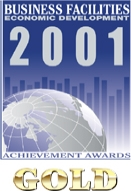 BUSINESS FACILITIES
ECONOMIC DEVELOPMENT
2001
ACHIEVEMENT AWARDS
GOLD